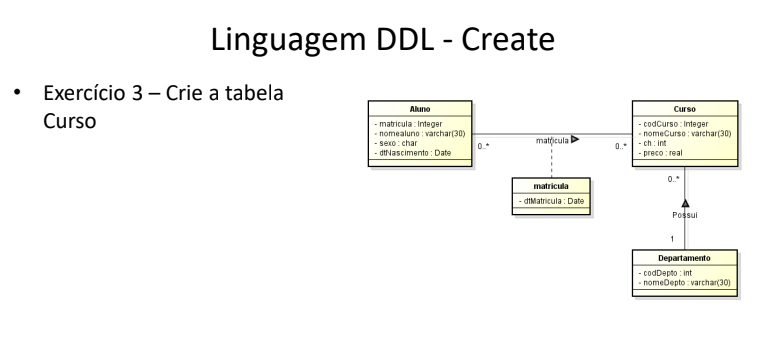 Linguagem DDL - Create
• Exercício 3 – Crie a tabela
Curso
Aluno
- matricula : Integer
- nomealuno : varchar(30)
- sexo : char
- dtNascimento : Date
0..*
matricula
0..*
Curso
- codCurso : Integer
- nomeCurso : varchar(30)
- ch : int
- preco : real
matricula
- dtMatricula : Date
0..*
Possui
1
Departamento
- codDepto : int
- nomeDepto : varchar(30)